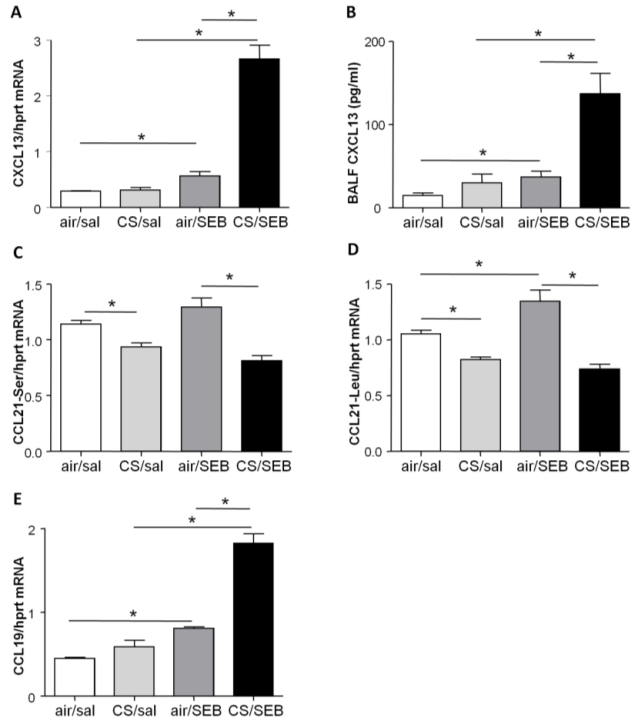 A
*
*
*
CXCL13/hprt mRNA
3
2
1
0
air/sal CS/sal air/SEB CS/SEB
B
*
*
*
BALF CXCL13 (pg/ml)
200
100
0
air/sal CS/sal air/SEB CS/SEB
C
*
*
CCL21-Ser/hprt mRNA
1.5
1.0
0.5
0.0
air/sal CS/sal air/SEB CS/SEB
D
*
*
*
CCL21-Leu/hprt mRNA
1.5
1.0
0.5
0.0
air/sal CS/sal air/SEB CS/SEB
E
*
*
*
CCL19/hprt mRNA
2
1
0
air/sal CS/sal air/SEB CS/SEB